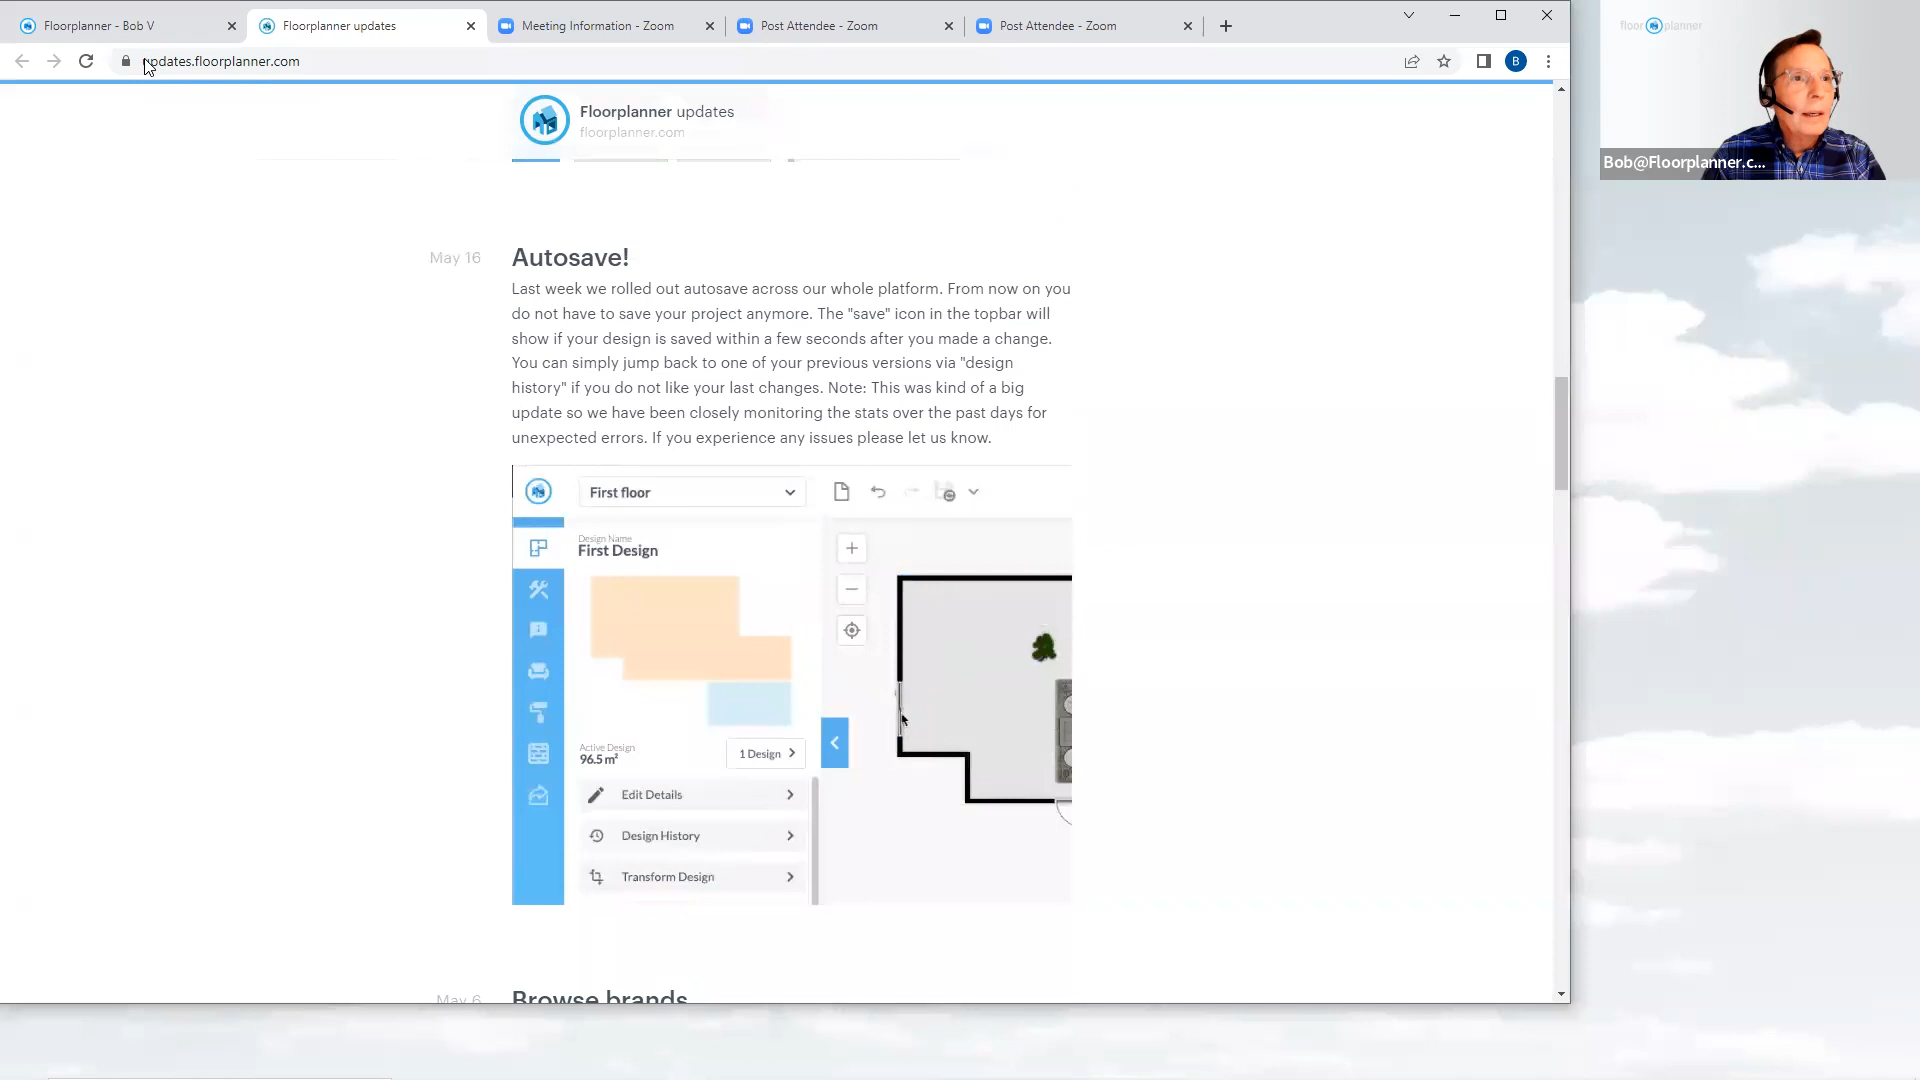 Floorplanner - Bob V
Floorplanner updates
Meeting Information - Zoom
Post Attendee - Zoom
Post Attendee - Zoom
updates.floorplanner.com
B
floorplanner
Bob@Floorplanner.c...
Floorplanner updates
floorplanner.com
May 16
Autosave!
Last week we rolled out autosave across our whole platform. From now on you
do not have to save your project anymore. The "save" icon in the topbar will
show if your design is saved within a few seconds after you made a change.
You can simply jump back to one of your previous versions via "design
history" if you do not like your last changes. Note: This was kind of a big
update so we have been closely monitoring the stats over the past days for
unexpected errors. If you experience any issues please let us know.
First floor
Design Name
First Design
Active Design
96.5 m²
1 Design
Edit Details
Design History
Transform Design
May 6
Browse brands